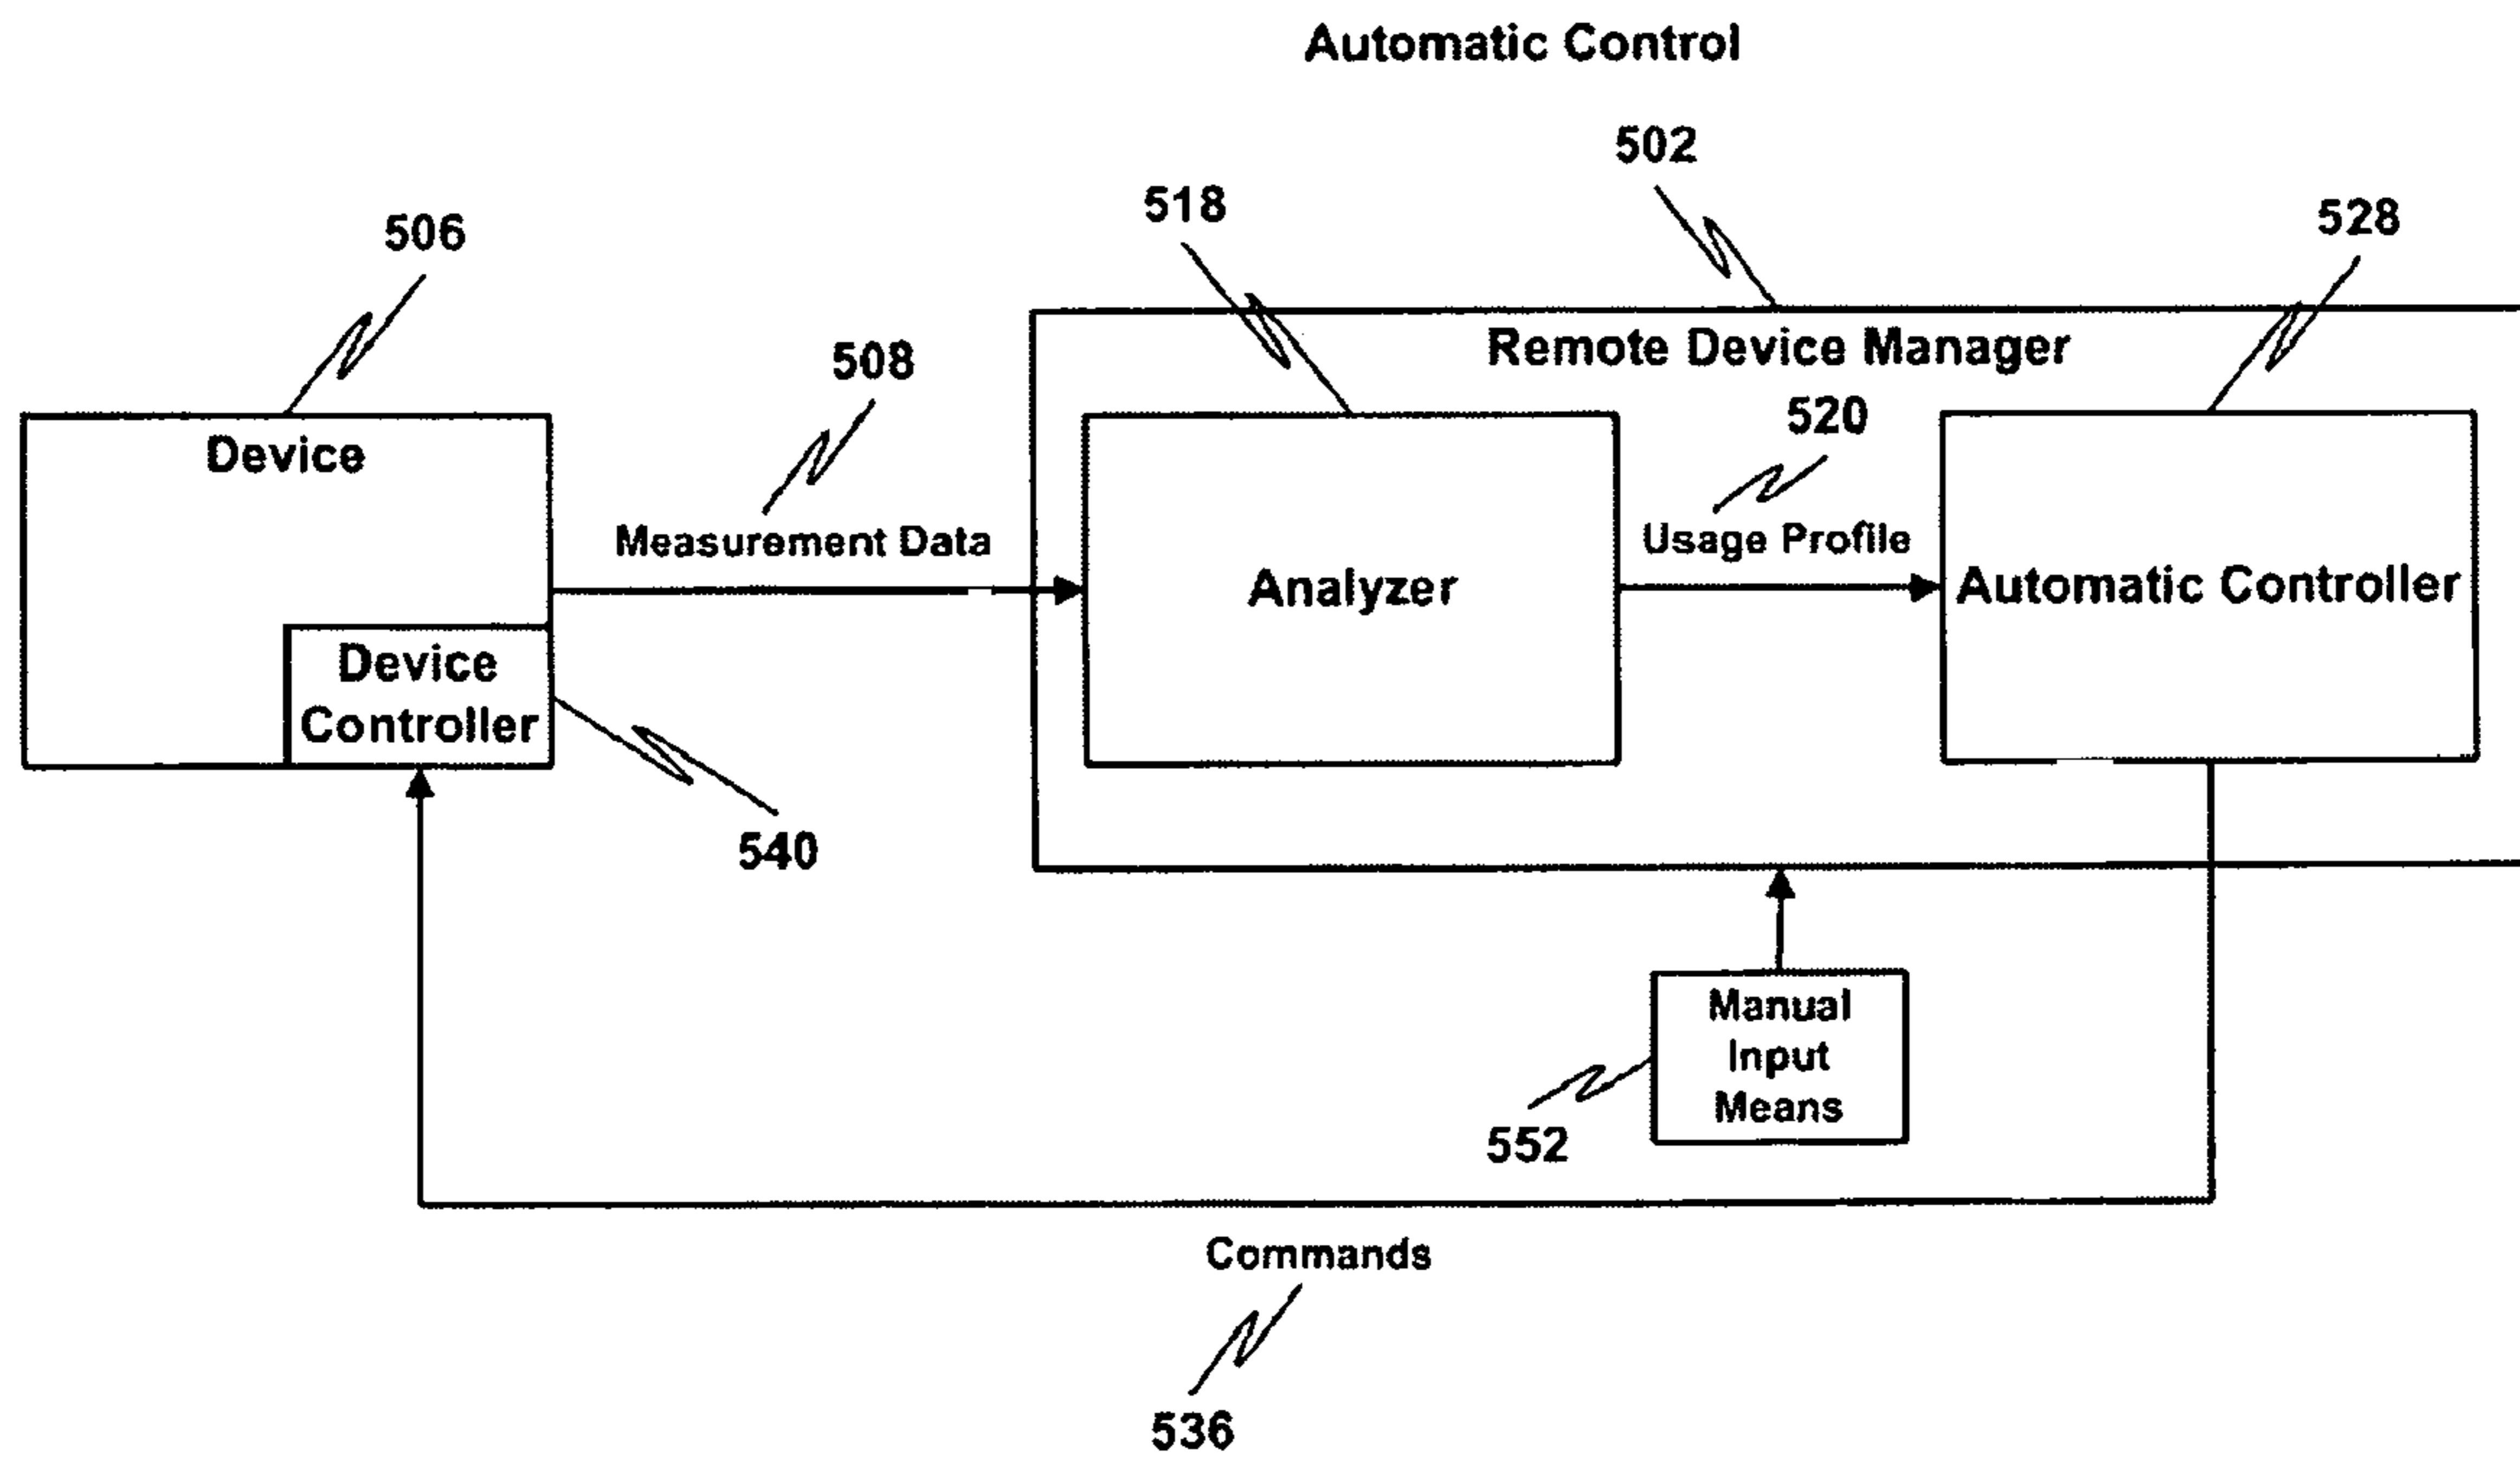 Automatic Control
502
518
528
506
508
Remote Device Manager
520
Device
Measurement Data
Usage Profile
Analyzer
Automatic Controller
Device
Controller
540
Manual
Input
Means
552
Commands
536